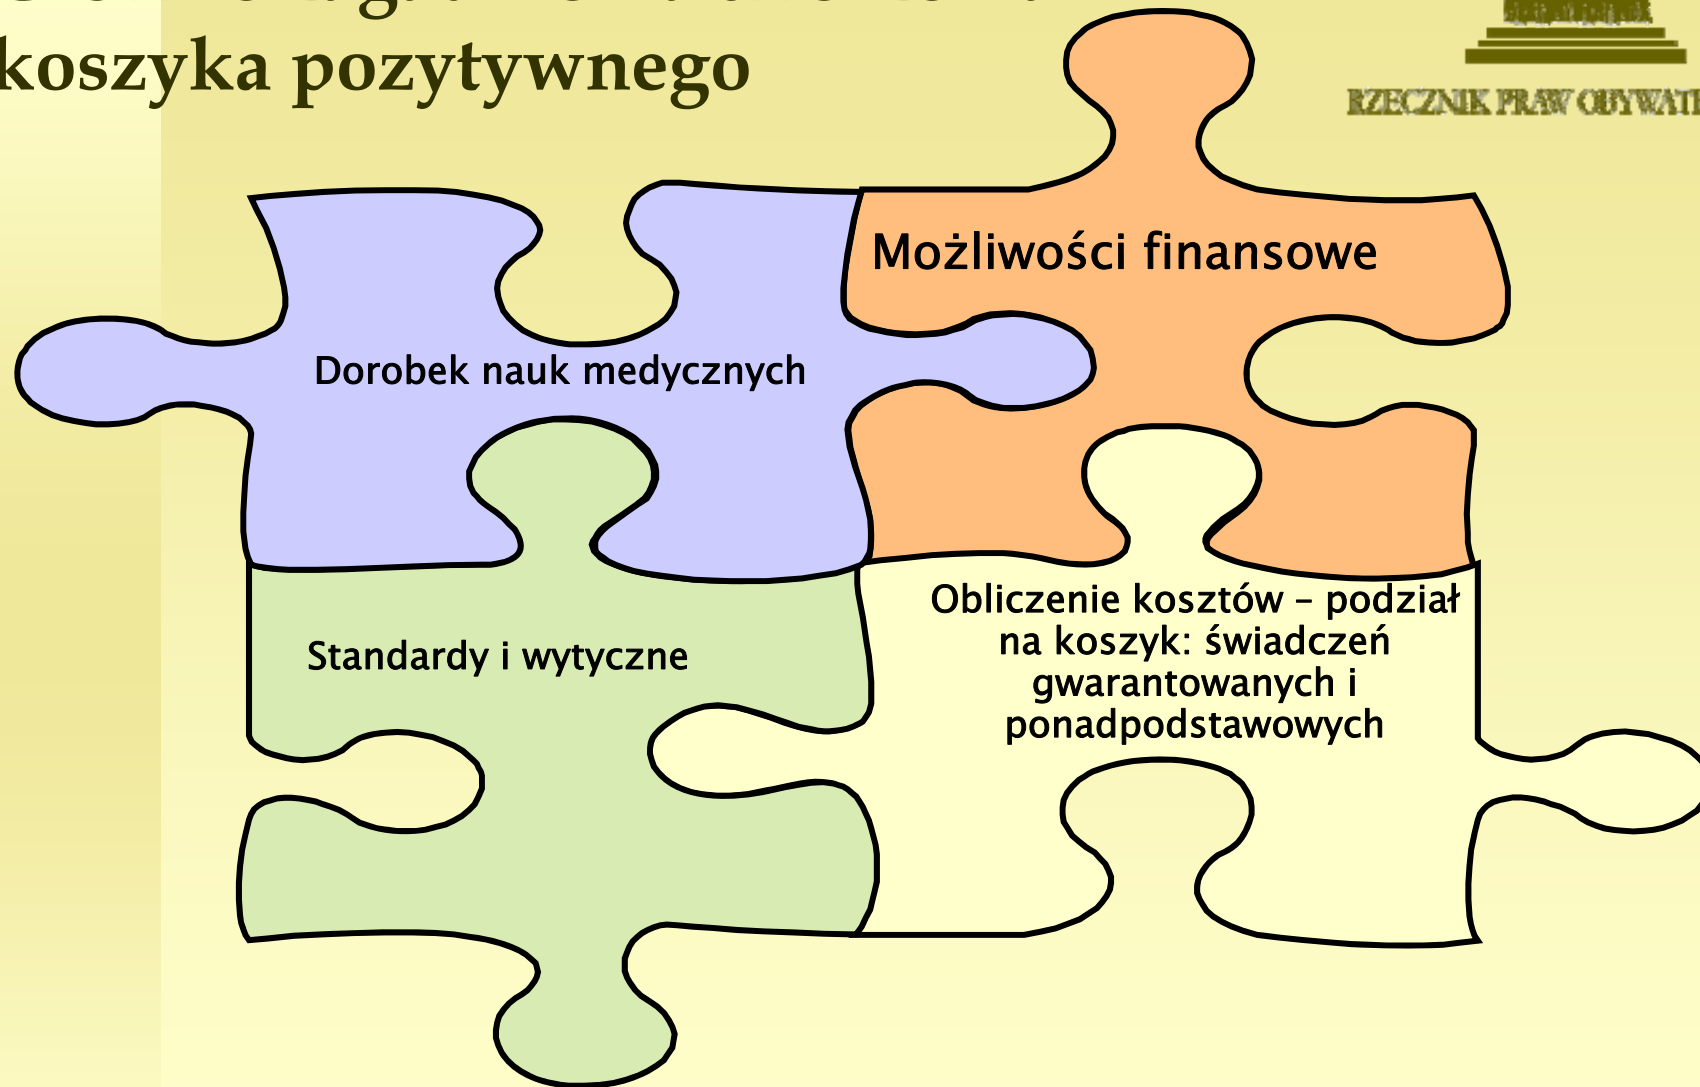 koszyka pozytywnego
RZECZNIK PRAW OBYWATE
Możliwości finansowe
Dorobek nauk medycznych
Obliczenie kosztów – podział
na koszyk: świadczeń
gwarantowanych i
ponadpodstawowych
Standardy i wytyczne